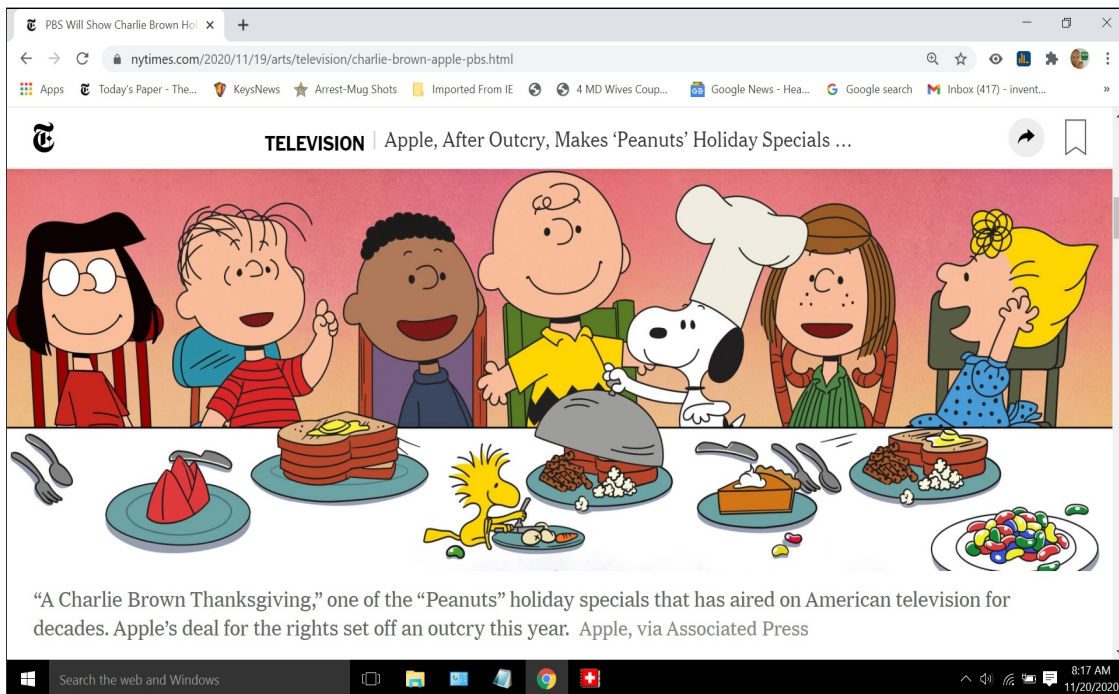 PBS Will Show Charlie Brown Hol
nytimes.com/2020/11/19/arts/television/charlie-brown-apple-pbs.html
Apps Today's Paper - The... KeysNews Arrest-Mug Shots Imported From IE 4 MD Wives Coup... Google News - Hea... Google search Inbox (417) - invent... »
TELEVISION | Apple, After Outcry, Makes ‘Peanuts’ Holiday Specials …
“A Charlie Brown Thanksgiving,” one of the “Peanuts” holiday specials that has aired on American television for
decades. Apple’s deal for the rights set off an outcry this year. Apple, via Associated Press
Search the web and Windows
8:17 AM
11/20/2020